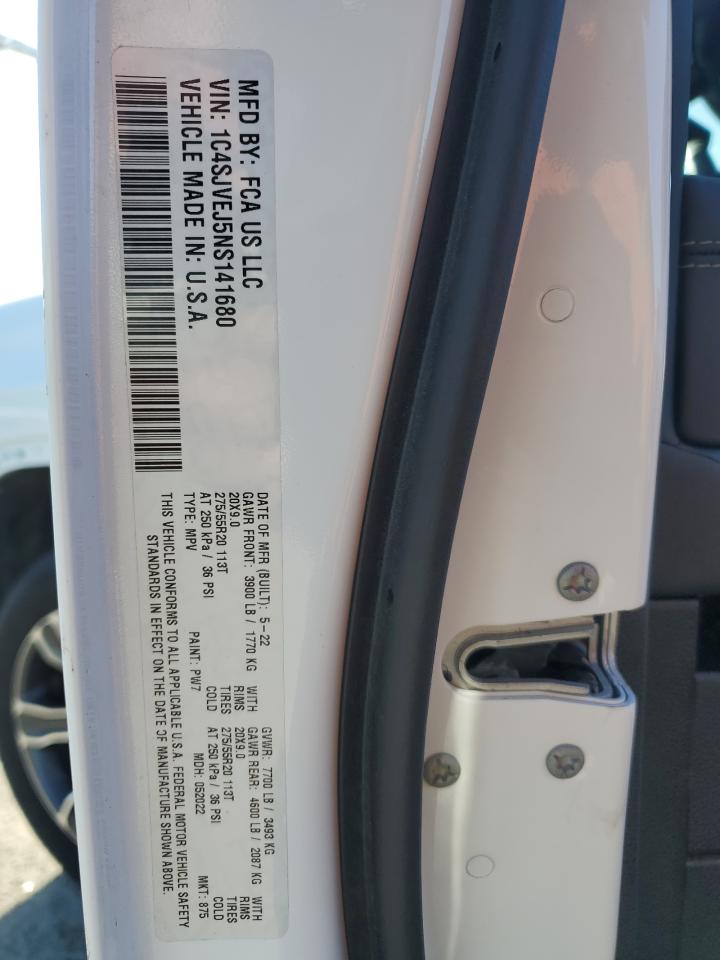 MFD BY: FCA US LLC
VIN: 1C4SJVEJ5NS141680
VEHICLE MADE IN: U.S.A.
DATE OF MFR (BUILT): 5-22 GVWR: 7700 LB / 3493 KG
GAWR FRONT: 3900 LB / 1770 KG WITH GAWR REAR: 4600 LB / 2087 KG WITH
20X9.0 RIMS 20X9.0 RIMS
275/55R20 113T TIRES 275/55R20 113T TIRES
AT 250 kPa / 36 PSI COLD AT 250 kPa / 36 PSI COLD
TYPE: MPV PAINT: PW7 MDH: 052022 MKT: 875
THIS VEHICLE CONFORMS TO ALL APPLICABLE U.S.A. FEDERAL MOTOR VEHICLE SAFETY
STANDARDS IN EFFECT ON THE DATE OF MANUFACTURE SHOWN ABOVE.